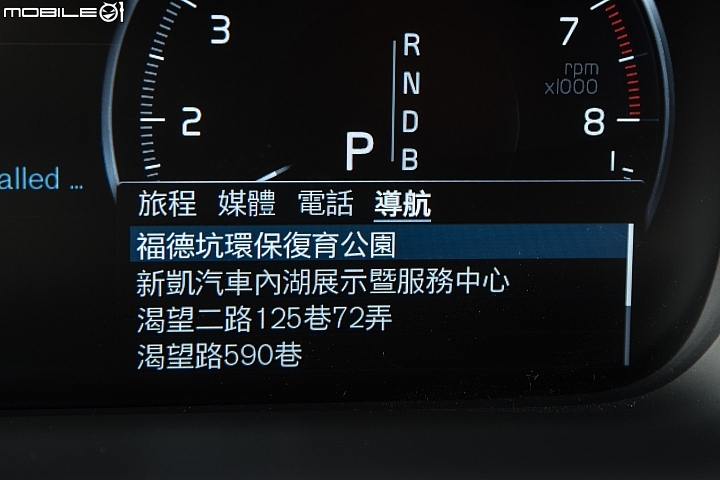 MOBILE01
3
7
R
rpm
N
x1000
2
D
8
P
B
1
alled ...
旅程 媒體 電話 導航
福德坑環保復育公園
新凱汽車內湖展示暨服務中心
渴望二路125巷72弄
渴望路590巷